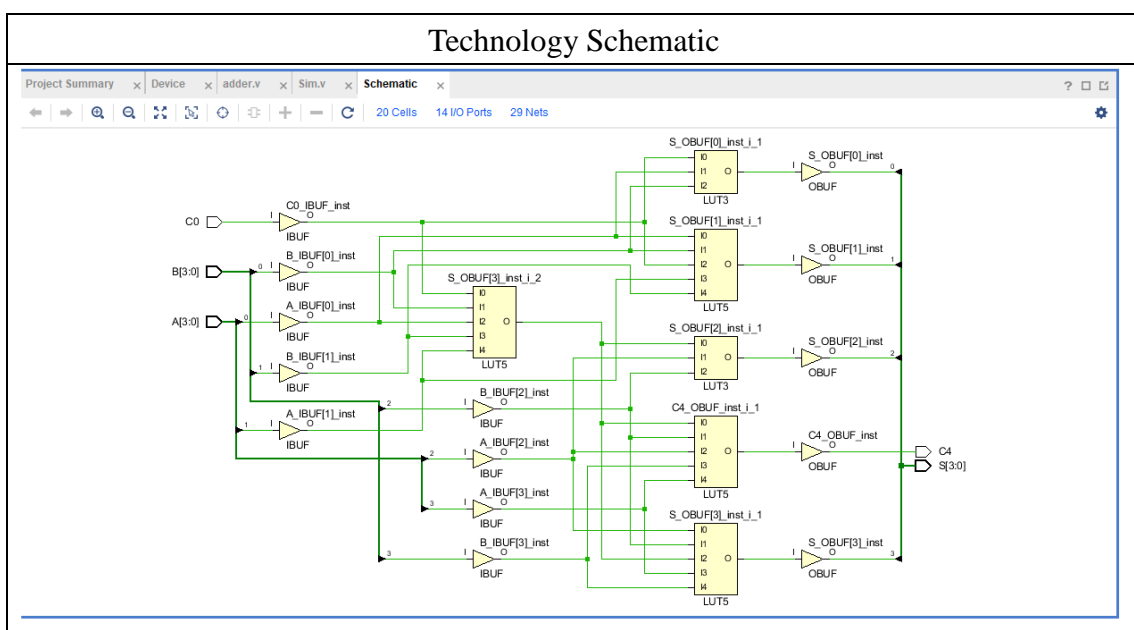 Technology Schematic
Project Summary × Device × adder.v × Sim.v × Schematic ×
20 Cells 14 I/O Ports 29 Nets
S_OBUF[0]_inst_i_1
I0
I1 O
I2
LUT3
S_OBUF[0]_inst
I O
OBUF
0
C0
C0_IBUF_inst
I O
IBUF
S_OBUF[1]_inst_i_1
I0
I1
I2 O
I3
I4
LUT5
S_OBUF[1]_inst
I O
OBUF
1
B[3:0]
0
B_IBUF[0]_inst
I O
IBUF
S_OBUF[3]_inst_i_2
I0
I1
I2 O
I3
I4
LUT5
A[3:0]
0
A_IBUF[0]_inst
I O
IBUF
S_OBUF[2]_inst_i_1
I0
I1 O
I2
LUT3
S_OBUF[2]_inst
I O
OBUF
2
1
B_IBUF[1]_inst
I O
IBUF
2
B_IBUF[2]_inst
I O
IBUF
1
A_IBUF[1]_inst
I O
IBUF
C4_OBUF_inst_i_1
I0
I1
I2 O
I3
I4
LUT5
C4_OBUF_inst
I O
OBUF
C4
S[3:0]
2
A_IBUF[2]_inst
I O
IBUF
3
A_IBUF[3]_inst
I O
IBUF
S_OBUF[3]_inst_i_1
I0
I1
I2 O
I3
I4
LUT5
S_OBUF[3]_inst
I O
OBUF
3
3
B_IBUF[3]_inst
I O
IBUF